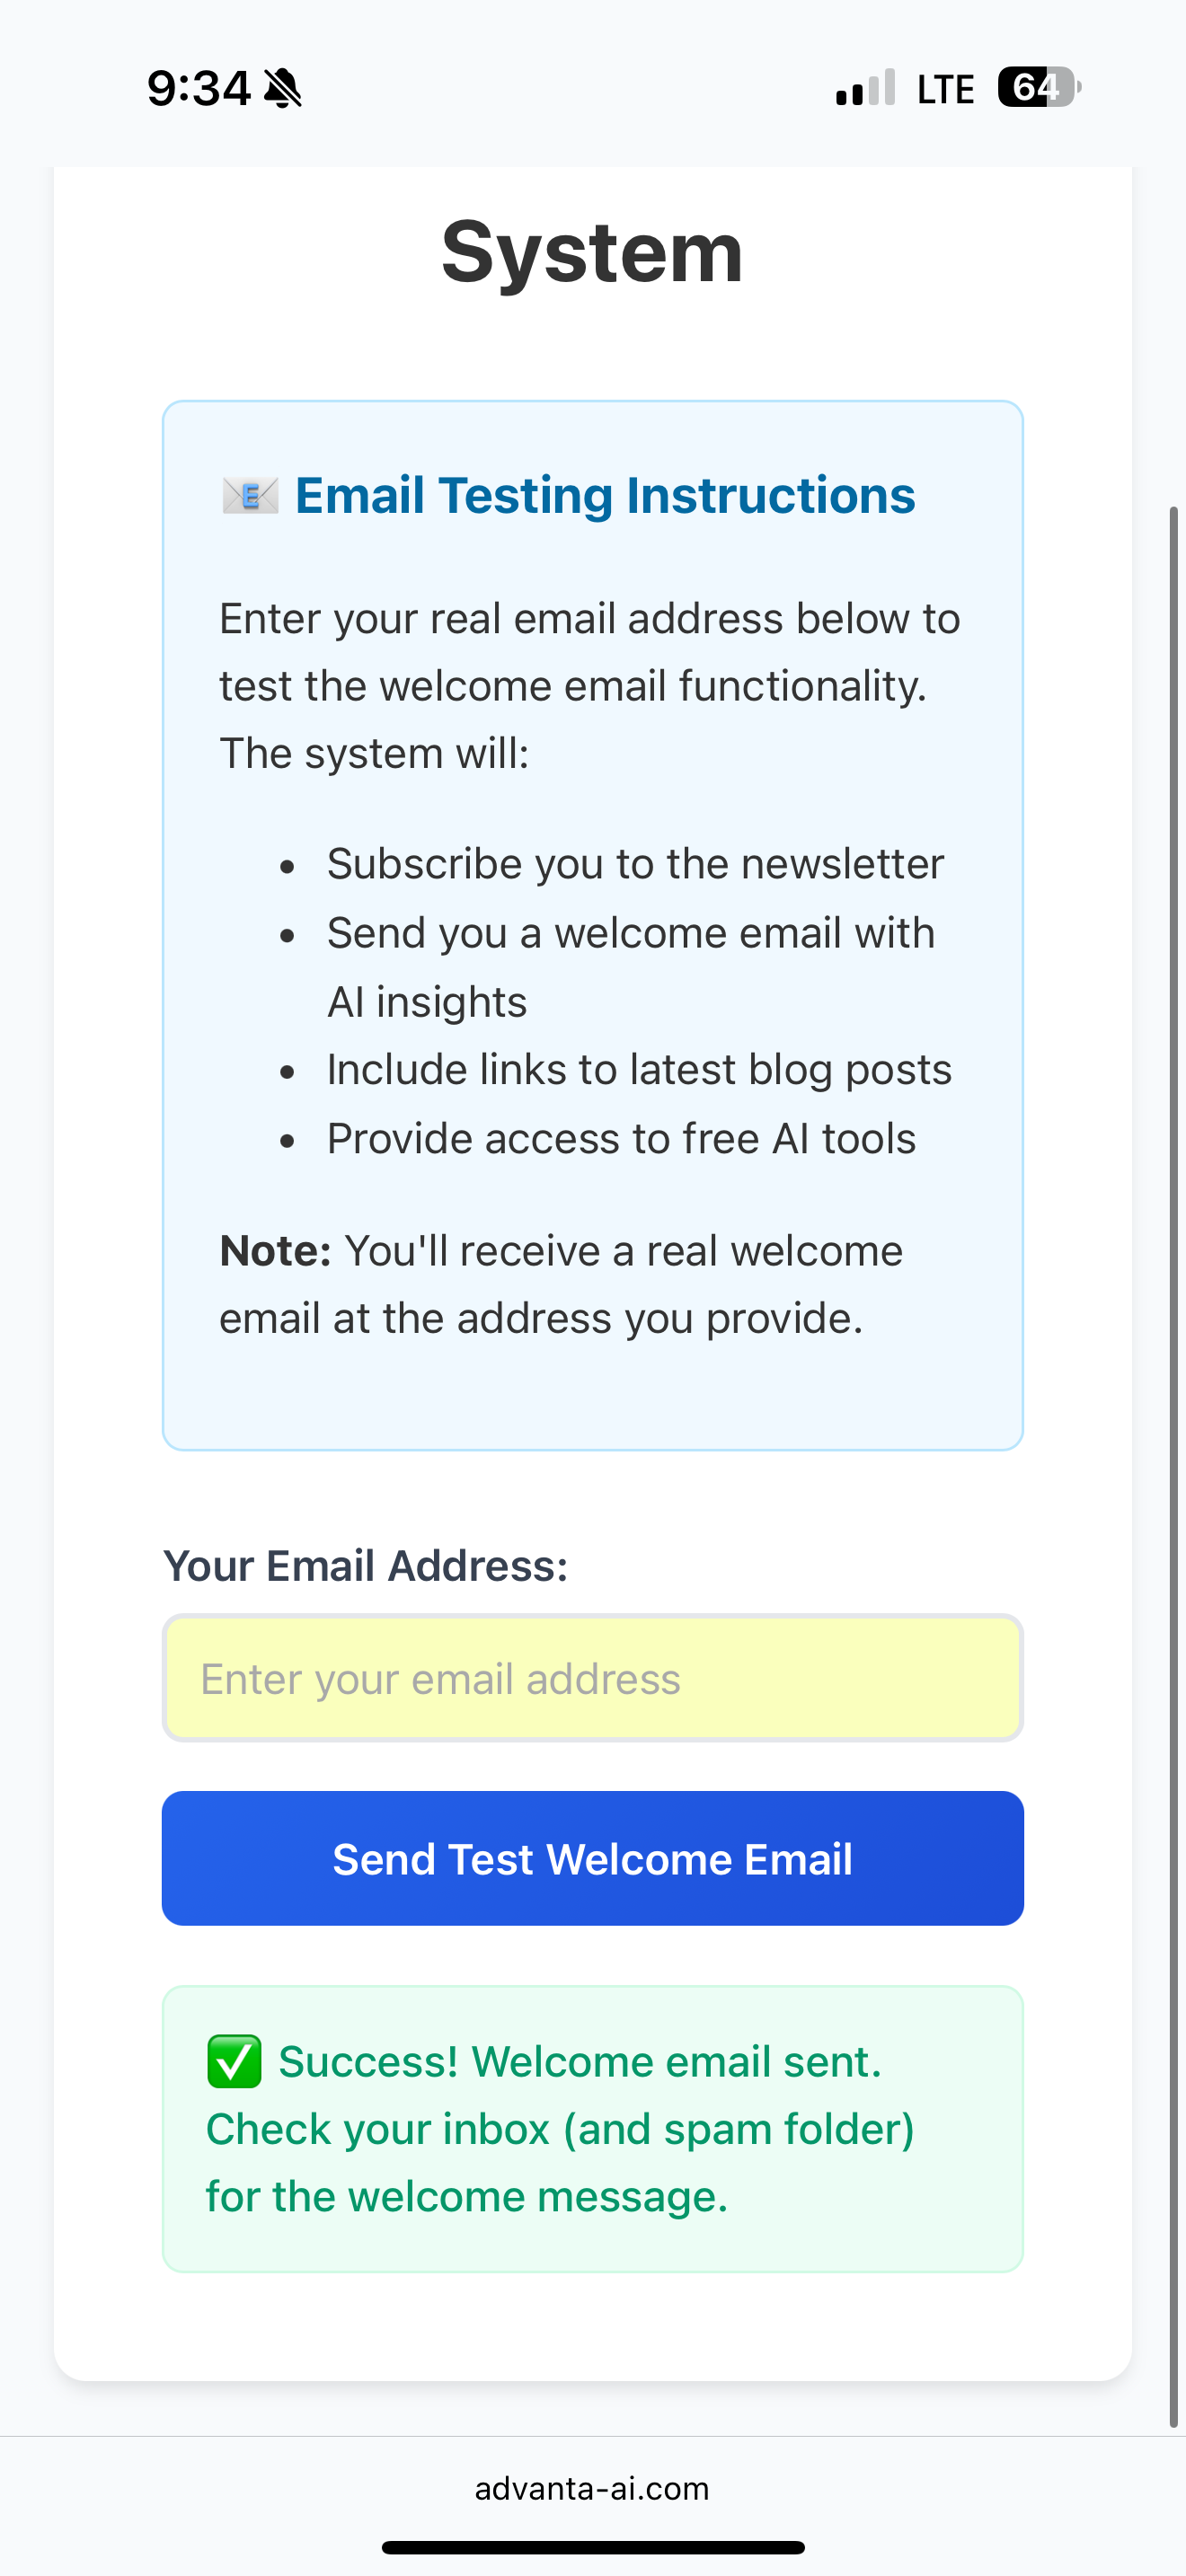 9:34
LTE
64
System
Email Testing Instructions
Enter your real email address below to
test the welcome email functionality.
The system will:
• Subscribe you to the newsletter
• Send you a welcome email with
AI insights
• Include links to latest blog posts
• Provide access to free AI tools
Note: You'll receive a real welcome
email at the address you provide.
Your Email Address:
Enter your email address
Send Test Welcome Email
✅ Success! Welcome email sent.
Check your inbox (and spam folder)
for the welcome message.
advanta-ai.com